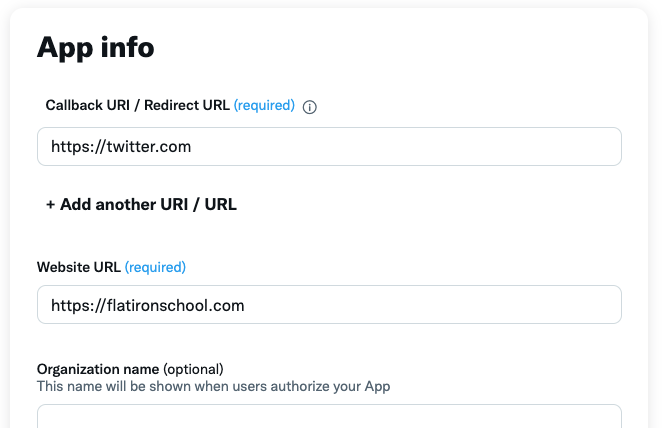 App info
Callback URI / Redirect URL (required)
https://twitter.com
+ Add another URI / URL
Website URL (required)
https://flatironschool.com
Organization name (optional)
This name will be shown when users authorize your App